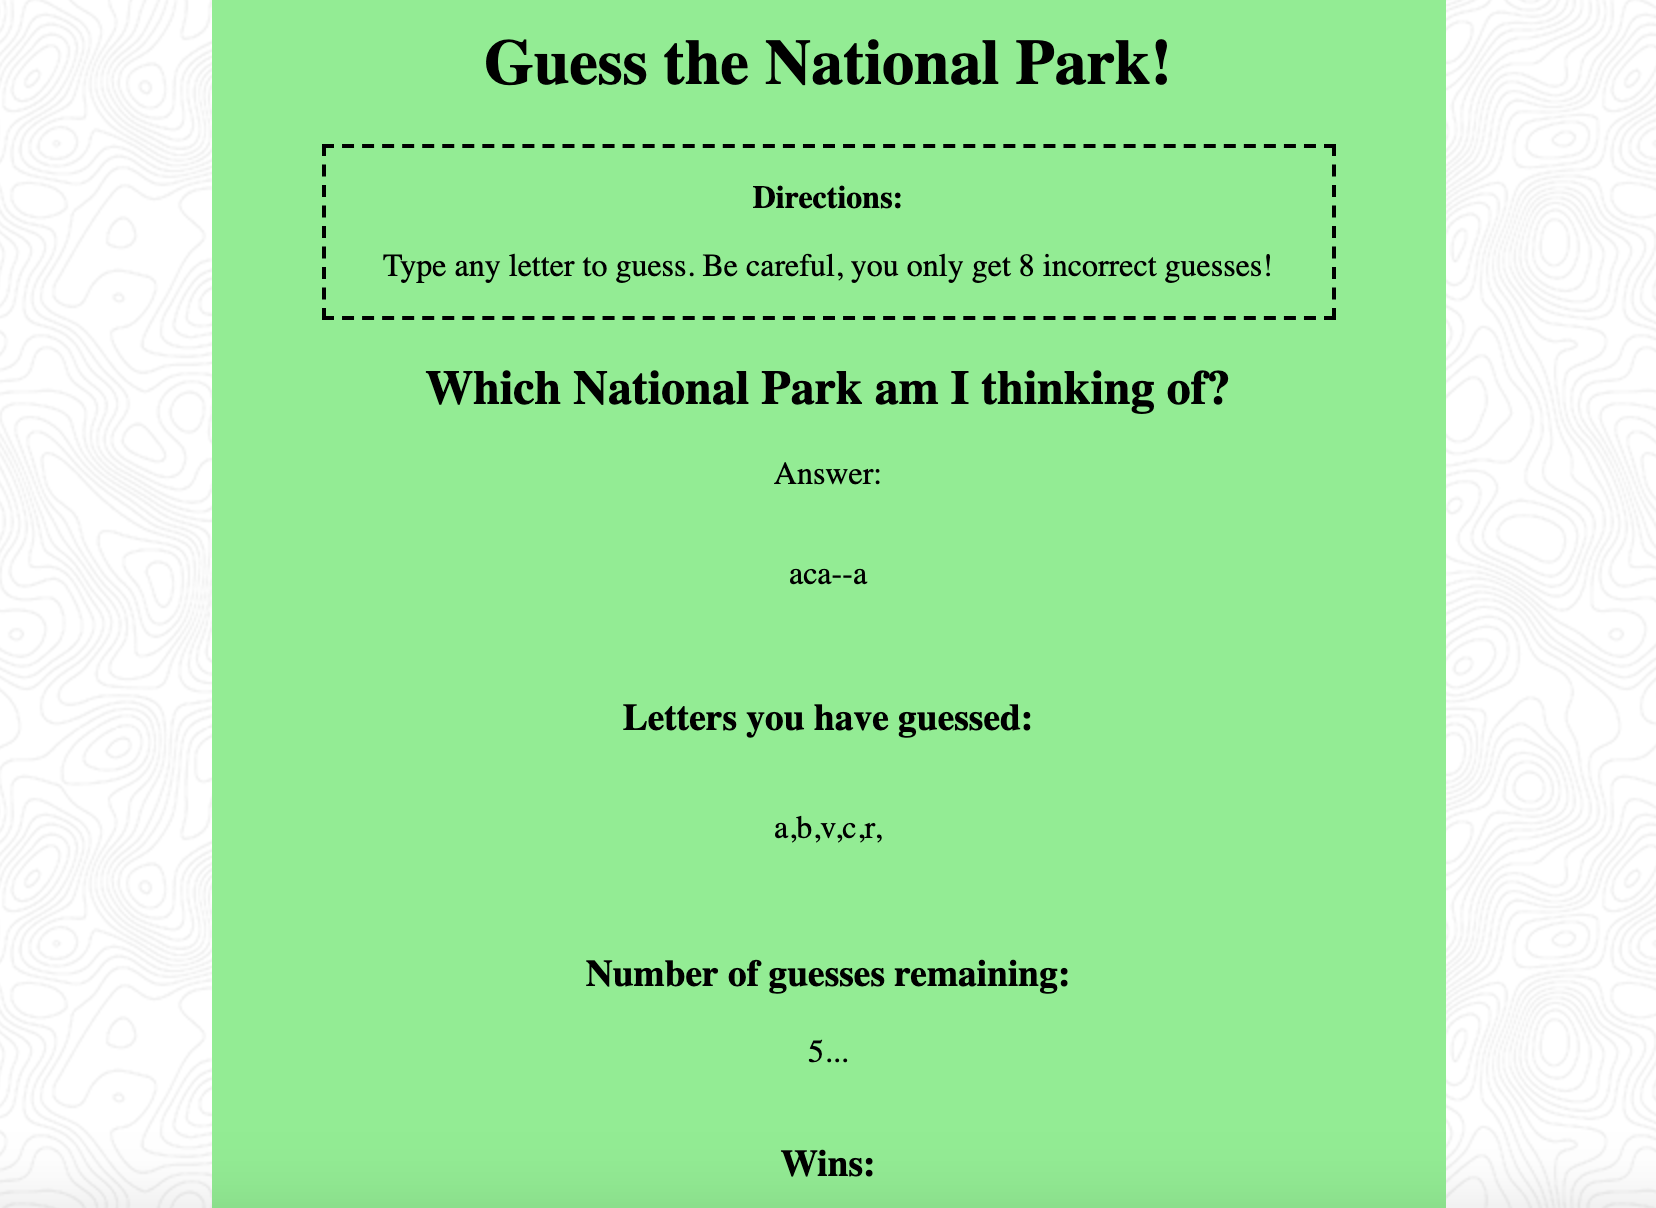 Guess the National Park!
Directions:
Type any letter to guess. Be careful, you only get 8 incorrect guesses!
Which National Park am I thinking of?
Answer:
aca--a
Letters you have guessed:
a,b,v,c,r,
Number of guesses remaining:
5...
Wins: